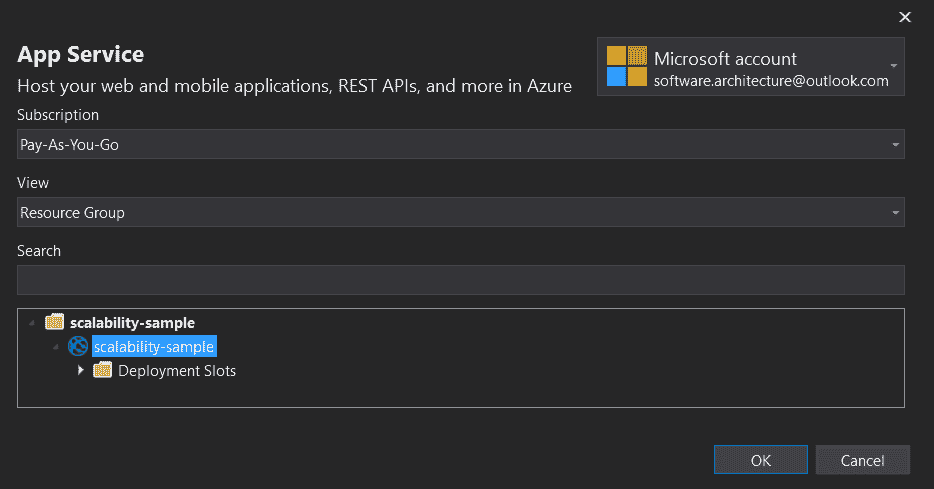 App Service
Host your web and mobile applications, REST APIs, and more in Azure
Microsoft account
software.architecture@outlook.com
Subscription
Pay-As-You-Go
View
Resource Group
Search
scalability-sample
scalability-sample
Deployment Slots
OK
Cancel